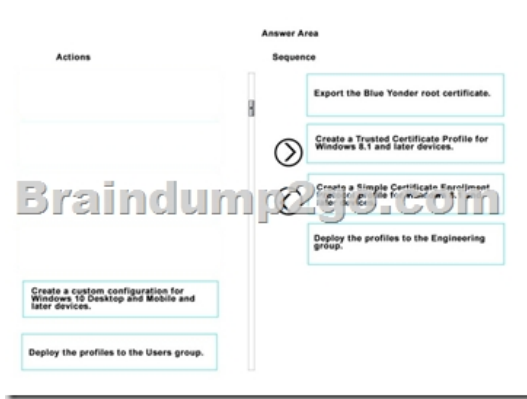 Answer Area
Actions
Sequence
Export the Blue Yonder root certificate.
Create a Trusted Certificate Profile for
Windows 8.1 and later devices.
Create a Simple Certificate Enrollment
Braindump2go.com
Deploy the profiles to the Engineering
group.
Create a custom configuration for
Windows 10 Desktop and Mobile and
later devices.
Deploy the profiles to the Users group.